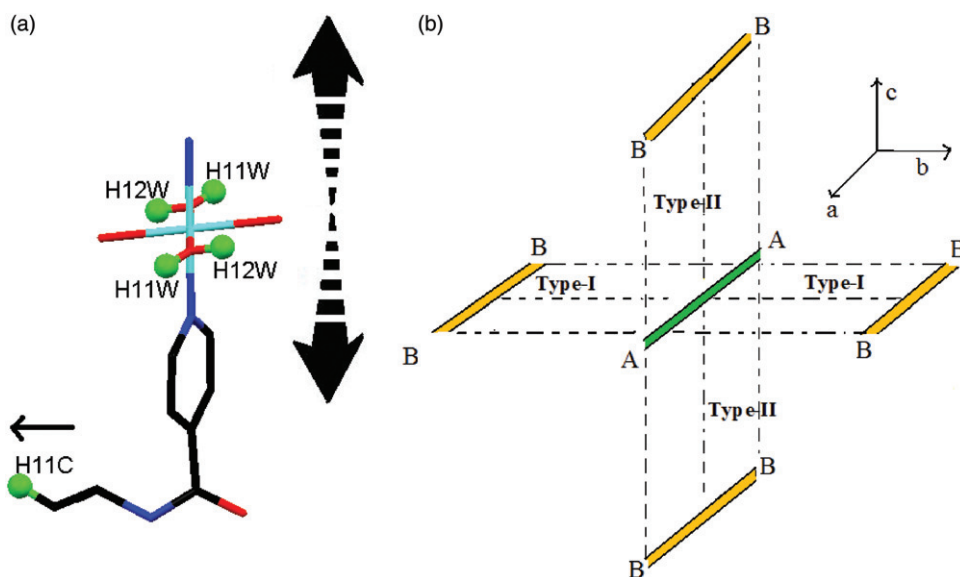 (a)
H11W
H12W
H11W
H12W
H11C
(b)
B
B
c
b
a
Type-II
A
B
B
Type-I
Type-I
B
A
B
Type-II
B
B